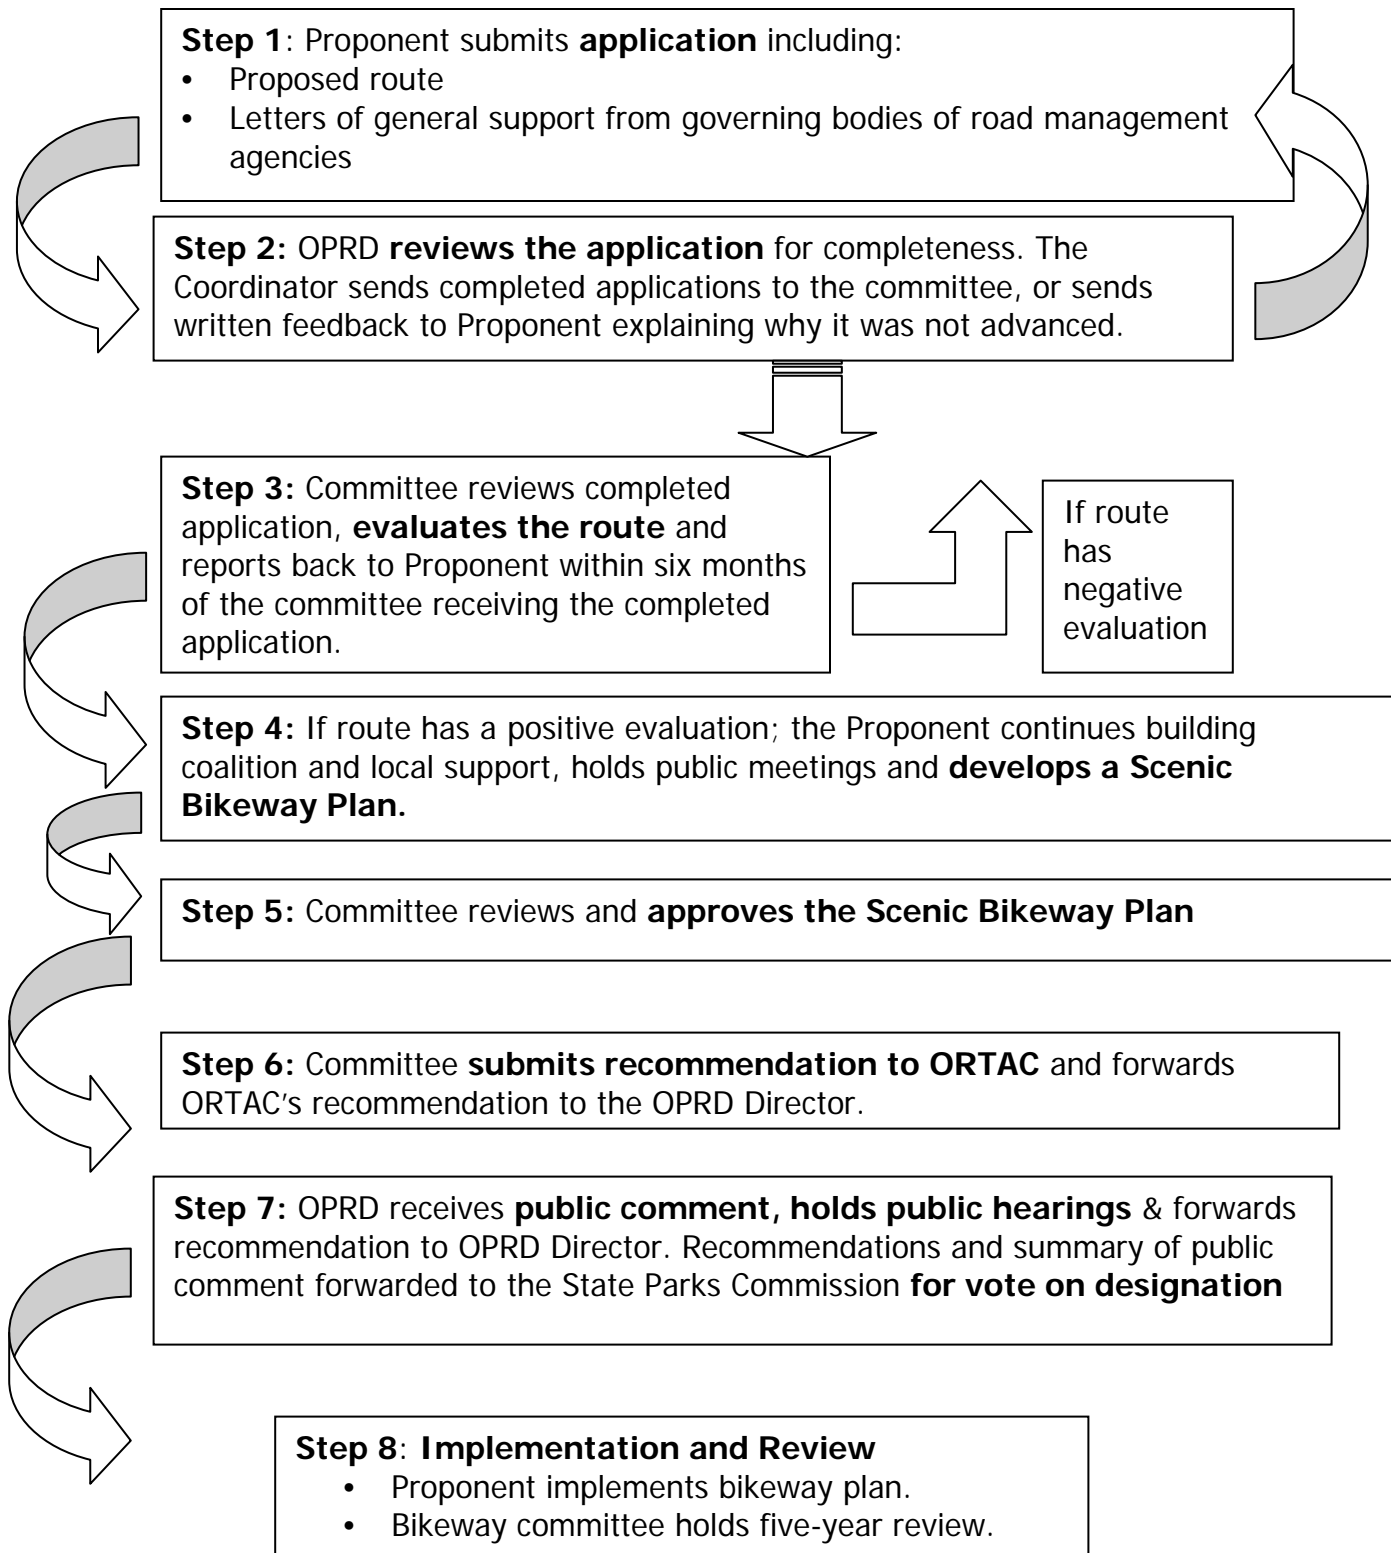 Step 1: Proponent submits application including:
• Proposed route
• Letters of general support from governing bodies of road management
agencies
Step 2: OPRD reviews the application for completeness. The
Coordinator sends completed applications to the committee, or sends
written feedback to Proponent explaining why it was not advanced.
Step 3: Committee reviews completed
application, evaluates the route and
reports back to Proponent within six months
of the committee receiving the completed
application.
If route
has
negative
evaluation
Step 4: If route has a positive evaluation; the Proponent continues building
coalition and local support, holds public meetings and develops a Scenic
Bikeway Plan.
Step 5: Committee reviews and approves the Scenic Bikeway Plan
Step 6: Committee submits recommendation to ORTAC and forwards
ORTAC's recommendation to the OPRD Director.
Step 7: OPRD receives public comment, holds public hearings & forwards
recommendation to OPRD Director. Recommendations and summary of public
comment forwarded to the State Parks Commission for vote on designation
Step 8: Implementation and Review
• Proponent implements bikeway plan.
• Bikeway committee holds five-year review.